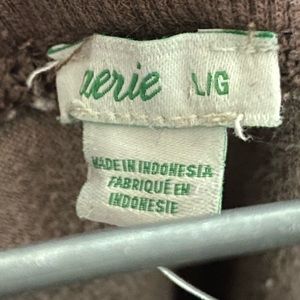 aerie L/G
MADE IN INDONESIA
FABRIQUÉ EN
INDONESIE